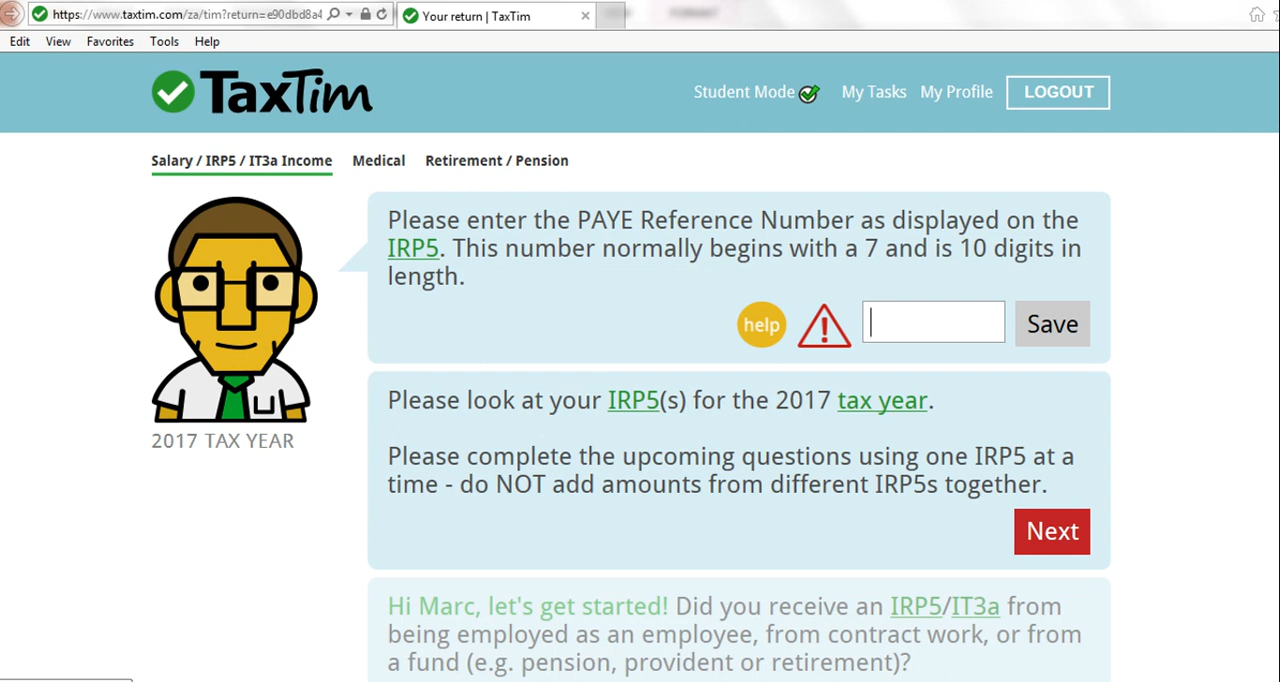 https://www.taxtim.com/za/tim?return=e90dbd8a4
Your return | TaxTim
Edit View Favorites Tools Help
TaxTim
Student Mode My Tasks My Profile LOGOUT
Salary / IRP5 / IT3a Income Medical Retirement / Pension
Please enter the PAYE Reference Number as displayed on the
IRP5. This number normally begins with a 7 and is 10 digits in
length.
help
Save
Please look at your IRP5(s) for the 2017 tax year.
2017 TAX YEAR
Please complete the upcoming questions using one IRP5 at a
time - do NOT add amounts from different IRP5s together.
Next
Hi Marc, let's get started! Did you receive an IRP5/IT3a from
being employed as an employee, from contract work, or from
a fund (e.g. pension, provident or retirement)?